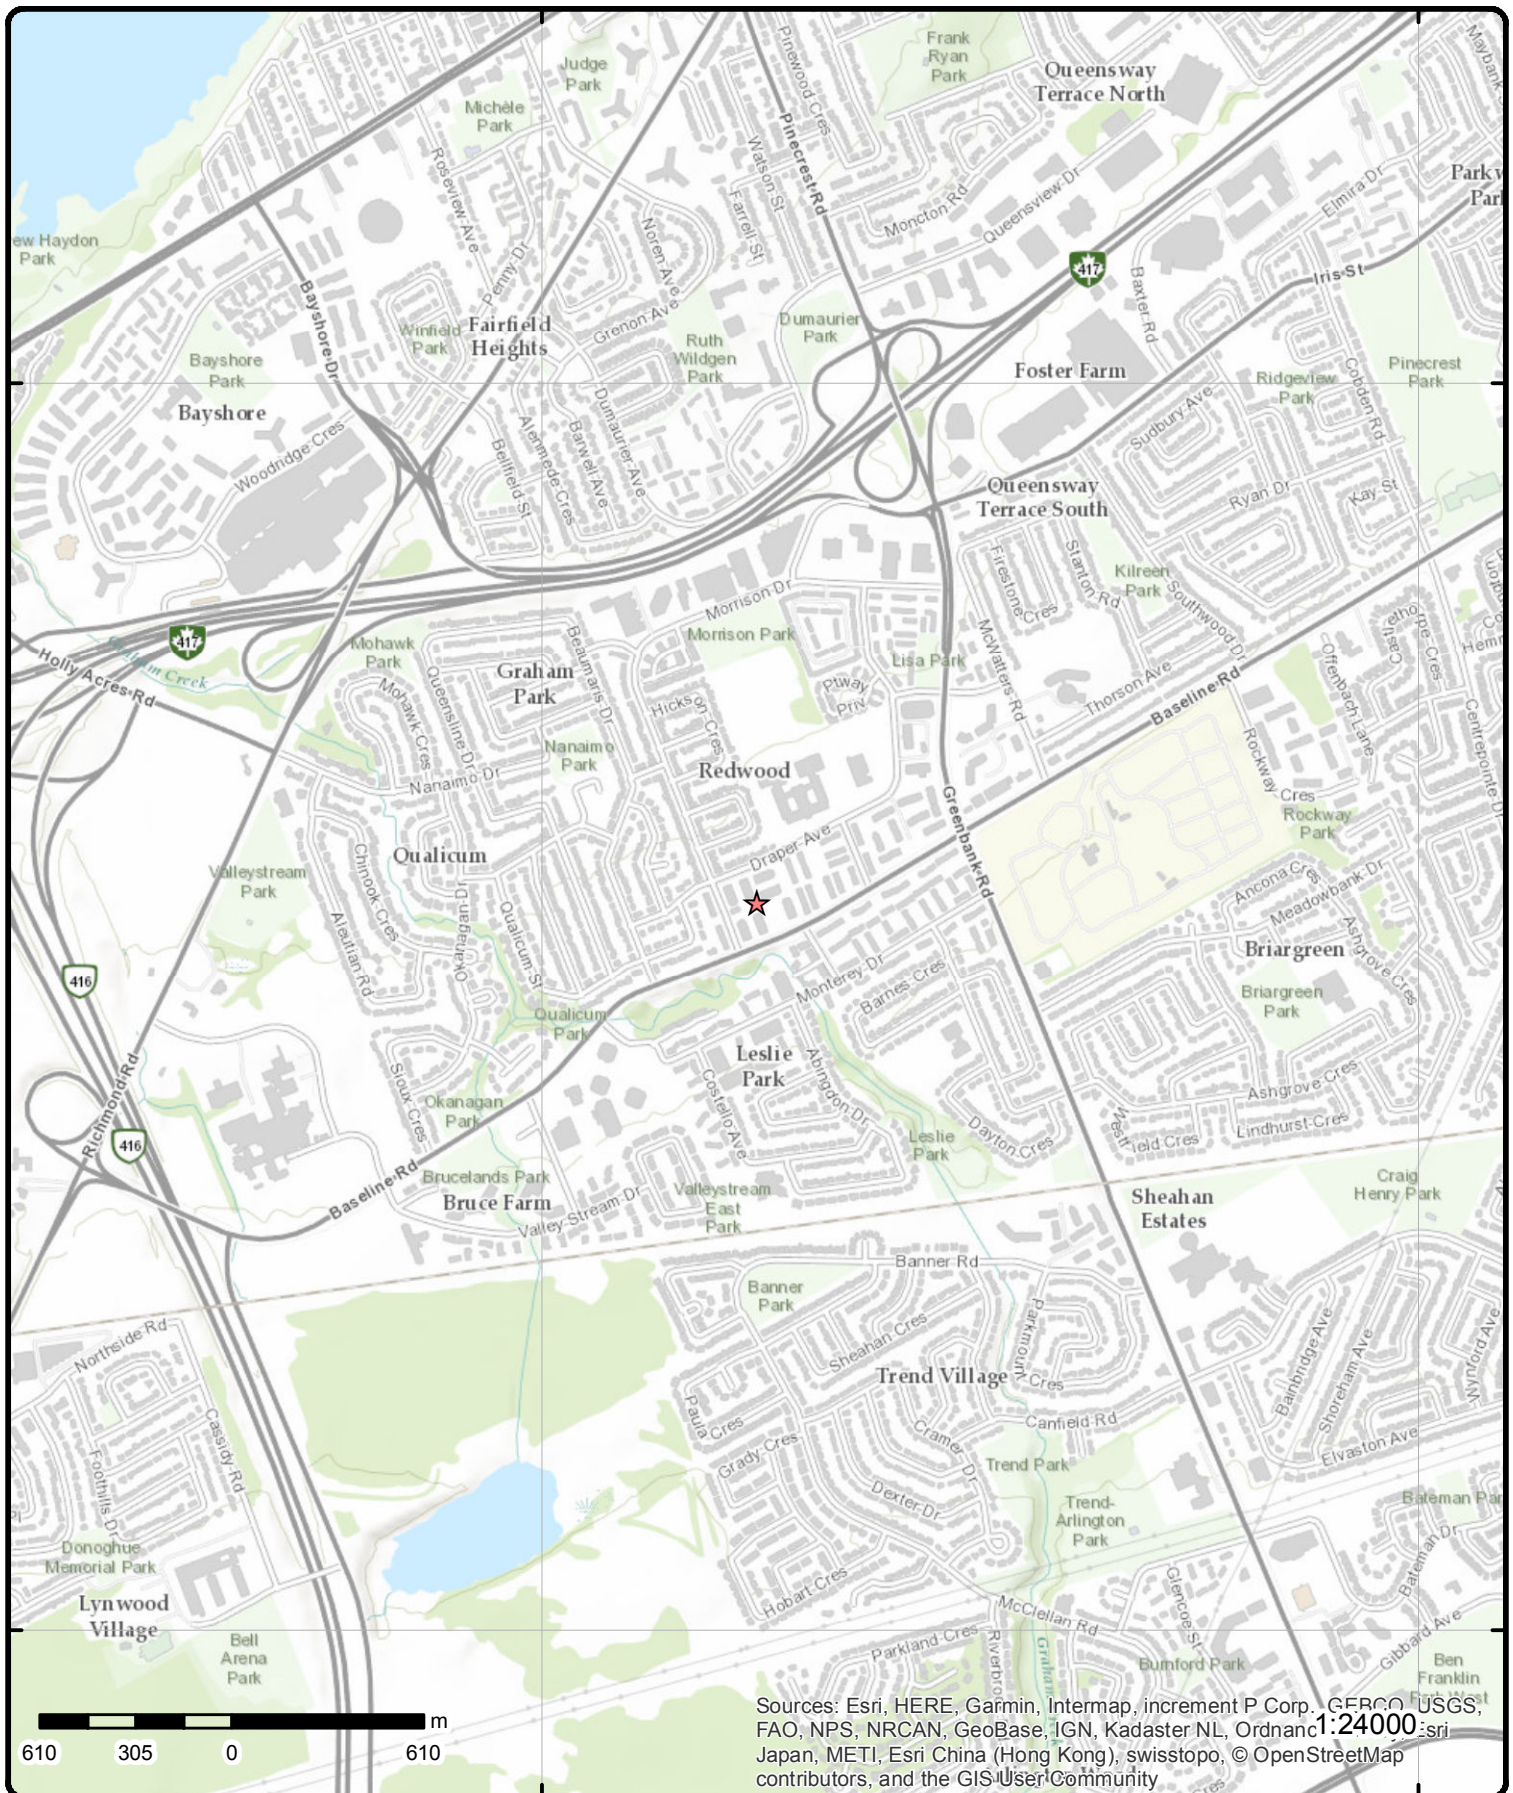 Frank
Ryan
Park
Queensway
Terrace North
Judge
Park
Michèle
Park
Pinewood Cres
Pinecrest Rd
Watson St
Farrell St
Roseview Ave
Penny Dr
Noren Ave
Moncton Rd
Queensview Dr
Elmira Dr
Iris St
417
Baxter Rd
ew Haydon
Park
Bayshore Dr
Winfield
Park
Fairfield
Heights
Grenon Ave
Ruth
Wildgen
Park
Dumaurier
Park
Foster Farm
Ridgeview
Park
Cobden Rd
Pinecrest
Park
Bayshore
Park
Bayshore
Woodridge Cres
Bellfield St
Alenmede Cres
Barwell Ave
Dumaurier Ave
Sudbury Ave
Queensway
Terrace South
Ryan Dr
Kay St
Firestone Cres
Stanton Rd
Kilreen
Park
Southwood Dr
Morrison Dr
Morrison Park
Lisa Park
McWatters Rd
Thorson Ave
Baseline Rd
Offenbach Lane
Centrepointe Dr
417
Graham Creek
Holly Acres Rd
Mohawk
Park
Mohawk Cres
Queensline Dr
Graham
Park
Beaumaris Dr
Hickson Cres
Ptway
Priv
Nanaimo
Park
Nanaimo Dr
Redwood
Rockway
Cres
Rockway
Park
Greenbank Rd
Draper Ave
Qualicum
Valleystream
Park
Chinook Cres
Aleutian Rd
Okanagan Dr
Qualicum St
Ancona Cres
Meadowbank Dr
Ashgrove Cres
Briargreen
Briargreen
Park
Monterey Dr
Barnes Cres
416
Qualicum
Park
Leslie
Park
Abingdon Dr
Costello Ave
Sioux Cres
Okanagan
Park
Richmond Rd
416
Leslie
Park
Dayton Cres
Ashgrove Cres
Lindhurst Cres
Westfield Cres
Baseline Rd
Brucelands Park
Bruce Farm
Valley Stream Dr
Valleystream
East
Park
Sheahan
Estates
Craig
Henry Park
Banner Rd
Banner
Park
Sheahan Cres
Parkmount Cres
Trend Village
Bainbridge Ave
Shoreham Ave
Northside Rd
Cassidy Rd
Foothills Dr
Paula Cres
Grady Cres
Cramer Dr
Canfield Rd
Elvaston Ave
Trend Park
Dexter Dr
Trend-
Arlington
Park
Bateman Dr
Donoghue
Memorial Park
Lynwood
Village
Bell
Arena
Park
Hobart Cres
McClellan Rd
Glencoe St
Gibbard Ave
Parkland Cres
Burnford Park
Ben
Franklin
610 305 0 610 m
Sources: Esri, HERE, Garmin, Intermap, increment P Corp., GEBCO, USGS,
FAO, NPS, NRCAN, GeoBase, IGN, Kadaster NL, Esri
1:24000
Japan, METI, Esri China (Hong Kong), swisstopo, © OpenStreetMap
contributors, and the GIS User Community